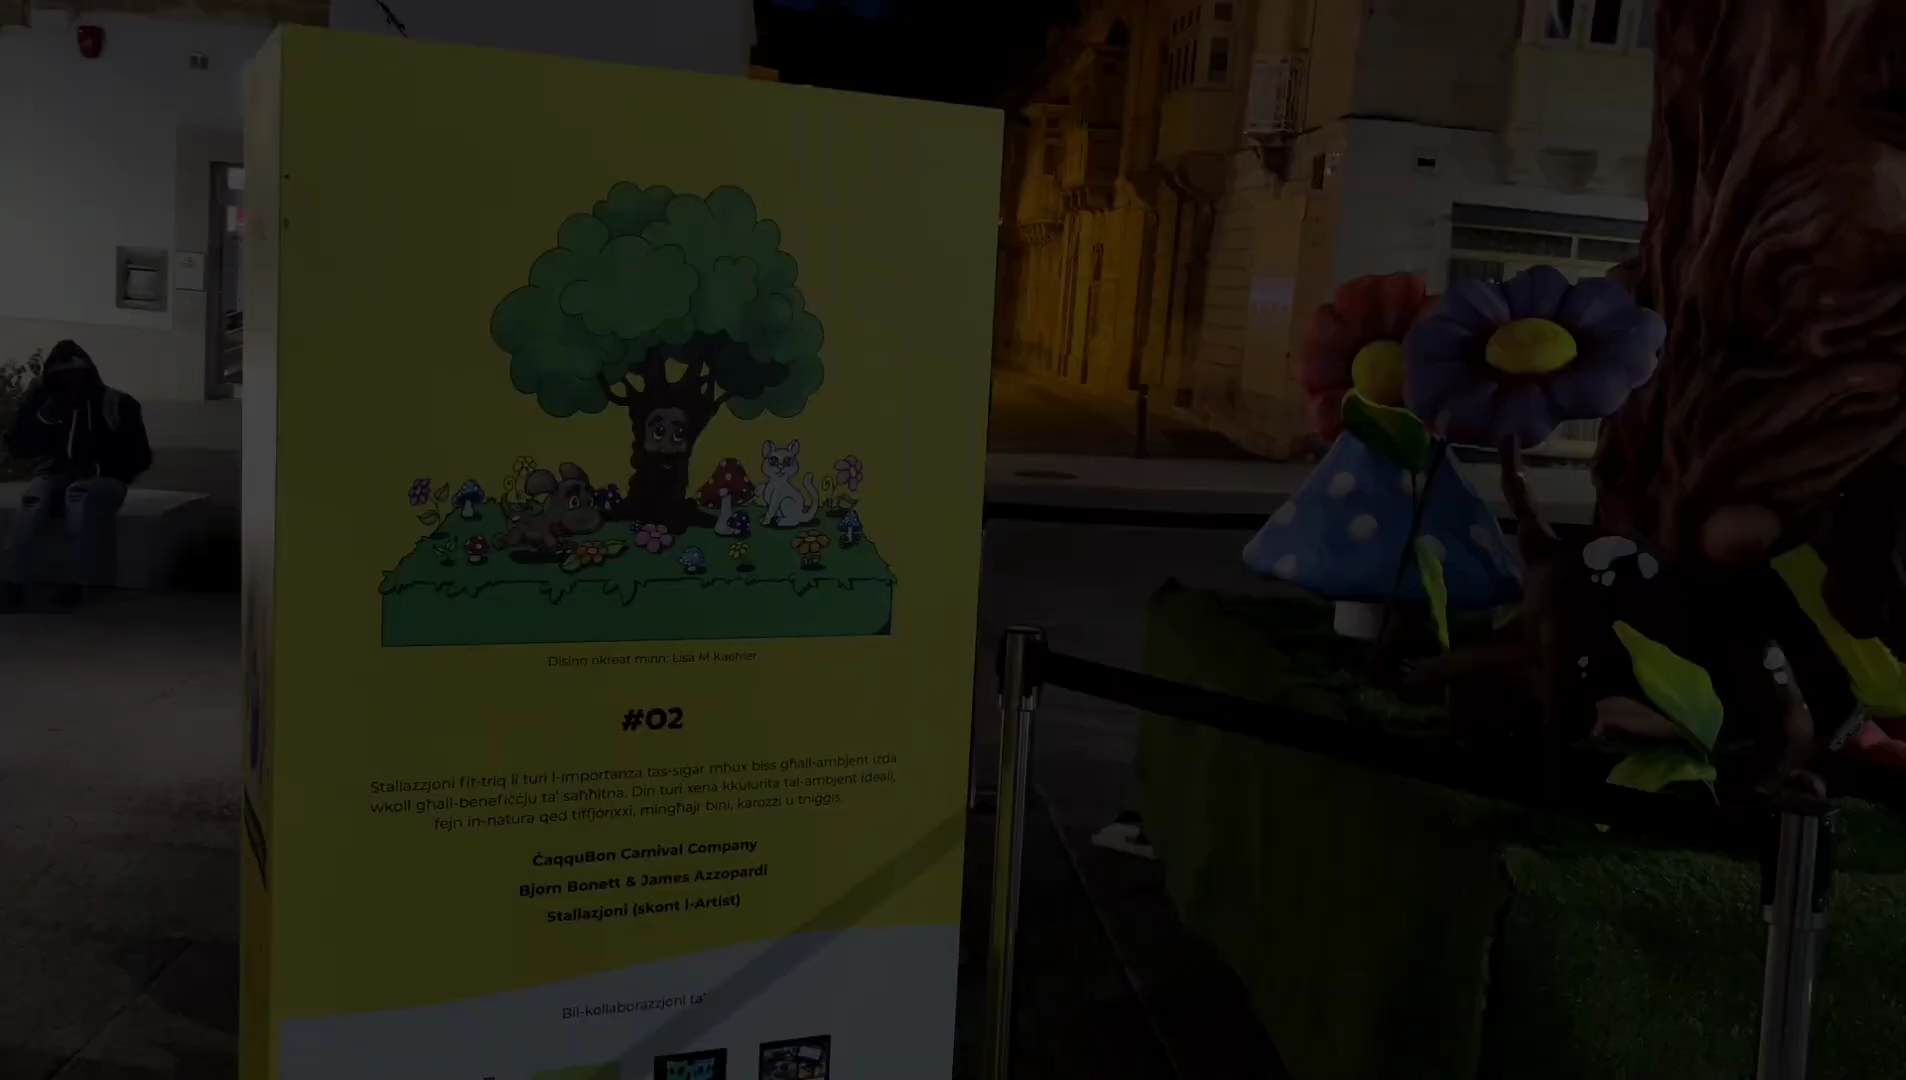 Disinn nkreat minn: Lisa M Kaehler
#02
Stallazzjoni fit-triq li turi l-importanza tas-siġar mhux biss għall-ambjent iżda
wkoll għall-benefiċċju ta' saħħitna. Din turi xena kkulurita tal-ambjent ideali,
fejn in-natura qed tiffjorixxi, mingħajr bini, karozzi u tniġġis.
ĊaqquBon Carnival Company
Bjorn Bonett & James Azzopardi
Stallazjoni (skont l-Artist)
Bil-kollaborazzjoni ta'